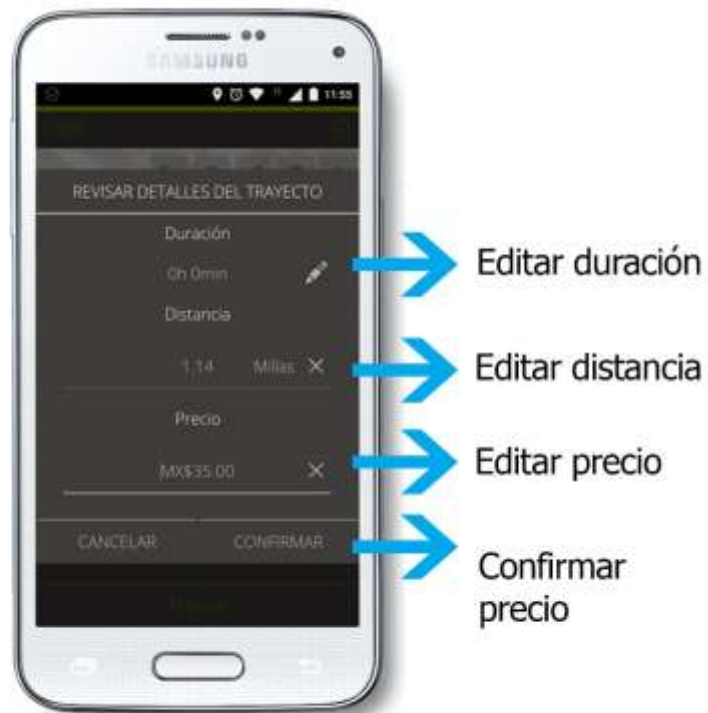 SAMSUNG
11:55
REVISAR DETALLES DEL TRAYECTO
Duración
0h 0min
Editar duración
Distancia
1.14 Millas
Editar distancia
Precio
MX$35.00
Editar precio
CANCELAR CONFIRMAR
Confirmar
precio